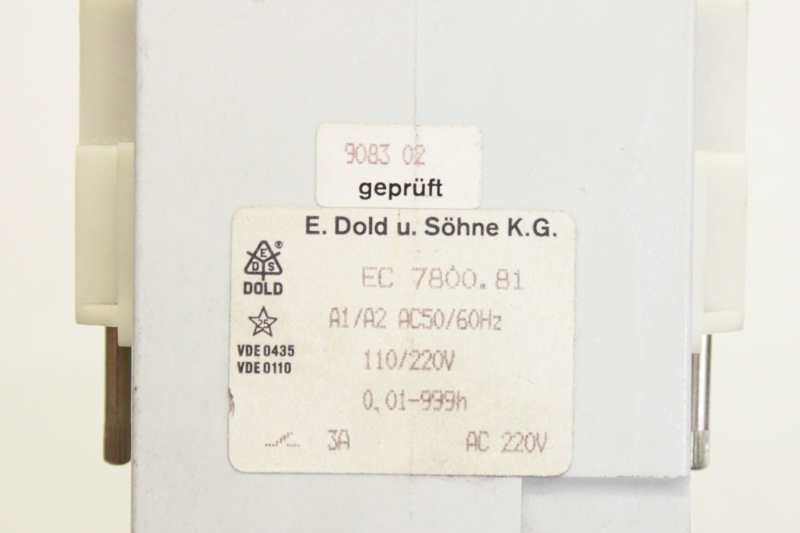 9083 02
geprüft
E. Dold u. Söhne K.G.
E
D S
®
DOLD
EC 7800.81
25
A1/A2 AC50/60Hz
VDE 0435
VDE 0110
110/220V
0,01-999h
3A
AC 220V